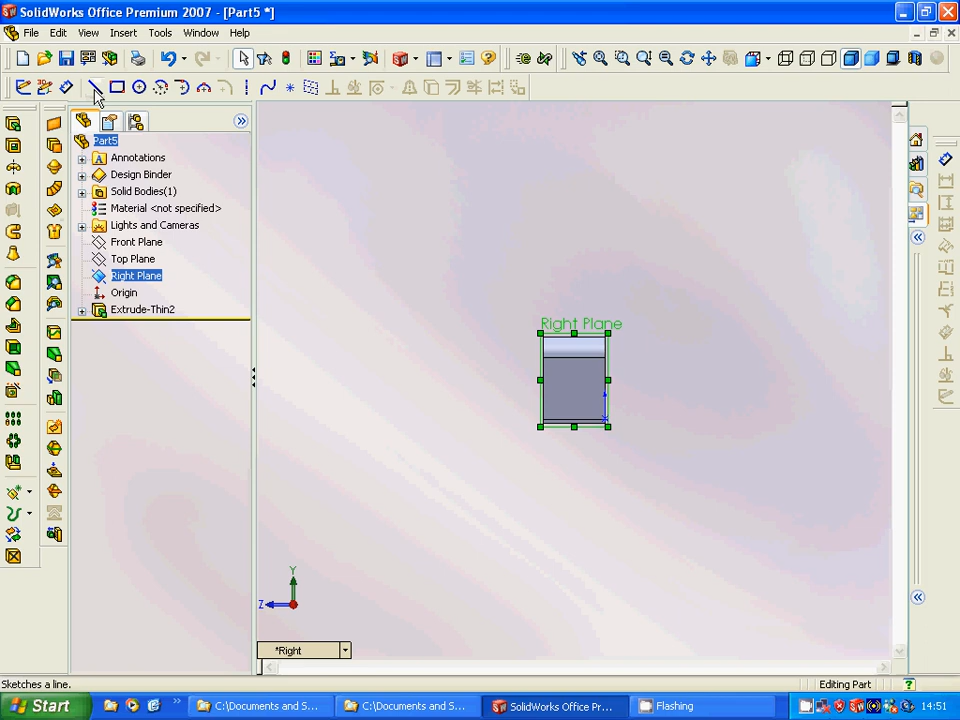 SolidWorks Office Premium 2007 - [Part5 *]
File Edit View Insert Tools Window Help
Part5
Annotations
Design Binder
Solid Bodies(1)
Material <not specified>
Lights and Cameras
Front Plane
Top Plane
Right Plane
Origin
Extrude-Thin2
Right Plane
Y
Z
*Right
Sketches a line.
Editing Part
Start
C:\Documents and S...
C:\Documents and S...
SolidWorks Office Pr...
Flashing
14:51